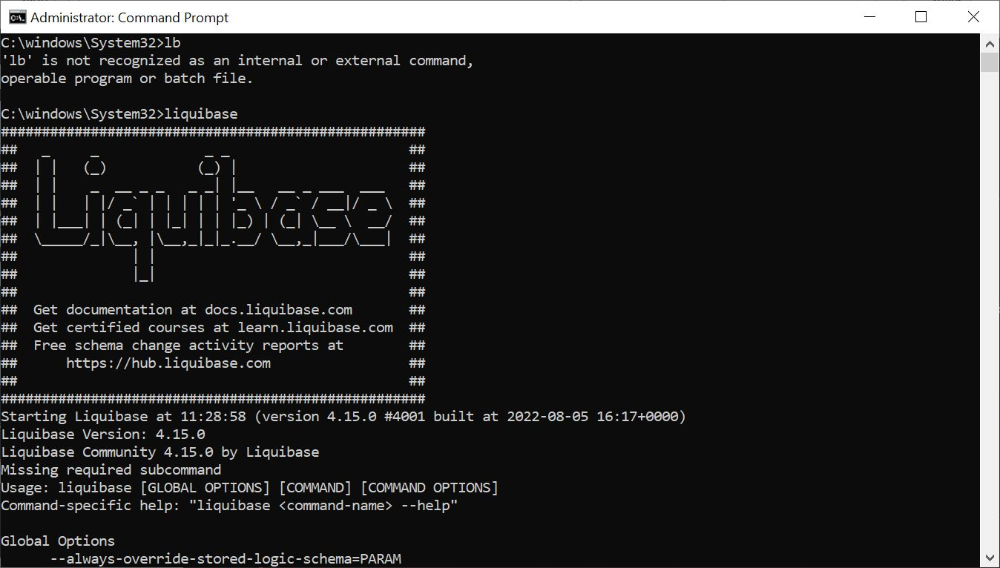 Administrator: Command Prompt
C:\windows\System32>lb
'lb' is not recognized as an internal or external command,
operable program or batch file.
C:\windows\System32>liquibase
####################################################
##   _     _             _ _                      ##
##  | |   (_)           (_) |                     ##
##  | |    _  __ _ _   _ _| |__   __ _ ___  ___   ##
##  | |   | |/ _` | | | | | '_ \ / _` / __|/ _ \  ##
##  | |___| | (_| | |_| | | |_) | (_| \__ \  __/  ##
##  \_____/_|\__, |\__,_|_|_.__/ \__,_|___/\___|  ##
##              | |                               ##
##              |_|                               ##
##                                                ##
##  Get documentation at docs.liquibase.com       ##
##  Get certified courses at learn.liquibase.com  ##
##  Free schema change activity reports at        ##
##      https://hub.liquibase.com                 ##
##                                                ##
####################################################
Starting Liquibase at 11:28:58 (version 4.15.0 #4001 built at 2022-08-05 16:17+0000)
Liquibase Version: 4.15.0
Liquibase Community 4.15.0 by Liquibase
Missing required subcommand
Usage: liquibase [GLOBAL OPTIONS] [COMMAND] [COMMAND OPTIONS]
Command-specific help: "liquibase <command-name> --help"
Global Options
      --always-override-stored-logic-schema=PARAM